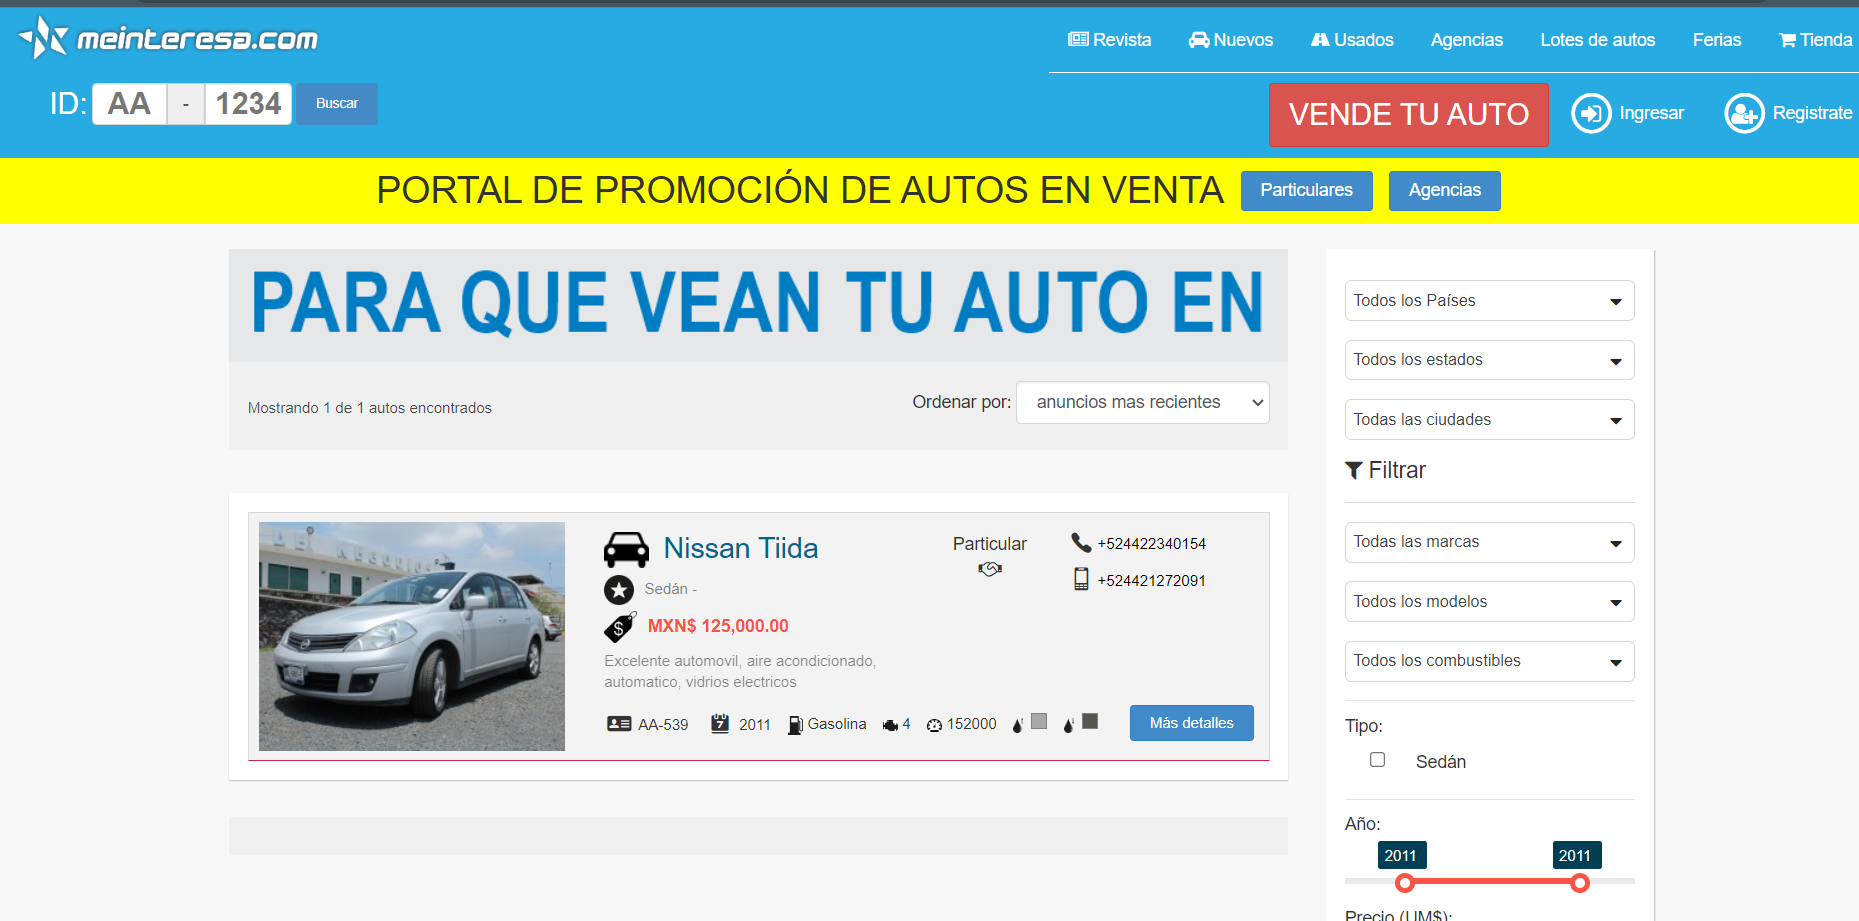 meinteresa.com
Revista
Nuevos
Usados
Agencias
Lotes de autos
Ferias
Tienda
ID: AA - 1234 Buscar
VENDE TU AUTO
Ingresar
Registrate
PORTAL DE PROMOCIÓN DE AUTOS EN VENTA
Particulares
Agencias
PARA QUE VEAN TU AUTO EN
Mostrando 1 de 1 autos encontrados
Ordenar por: anuncios mas recientes
Nissan Tiida
Sedán -
MXN$ 125,000.00
Excelente automovil, aire acondicionado,
automatico, vidrios electricos
Particular
+524422340154
+524421272091
AA-539 2011 Gasolina 4 152000
Más detalles
Todos los Países
Todos los estados
Todas las ciudades
Filtrar
Todas las marcas
Todos los modelos
Todos los combustibles
Tipo:
Sedán
Año:
2011 2011
Precio (UM$):